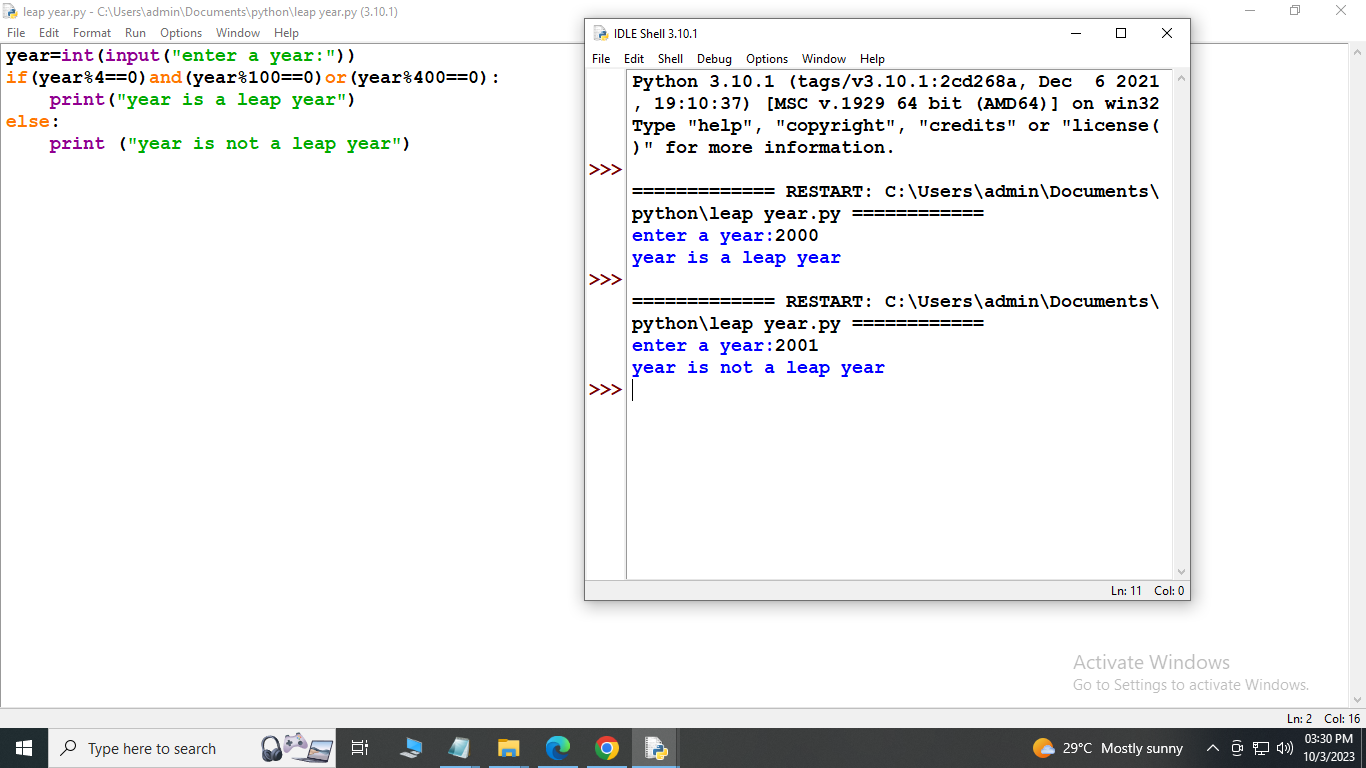 leap year.py - C:\Users\admin\Documents\python\leap year.py (3.10.1)
File Edit Format Run Options Window Help
year=int(input("enter a year:"))
if(year%4==0)and(year%100==0)or(year%400==0):
    print("year is a leap year")
else:
    print ("year is not a leap year")
IDLE Shell 3.10.1
File Edit Shell Debug Options Window Help
Python 3.10.1 (tags/v3.10.1:2cd268a, Dec  6 2021
, 19:10:37) [MSC v.1929 64 bit (AMD64)] on win32
Type "help", "copyright", "credits" or "license(
)" for more information.
>>>
============= RESTART: C:\Users\admin\Documents\
python\leap year.py ============
enter a year:2000
year is a leap year
>>>
============= RESTART: C:\Users\admin\Documents\
python\leap year.py ============
enter a year:2001
year is not a leap year
>>>
Ln: 11 Col: 0
Activate Windows
Go to Settings to activate Windows.
Ln: 2 Col: 16
Type here to search
29°C Mostly sunny
03:30 PM
10/3/2023